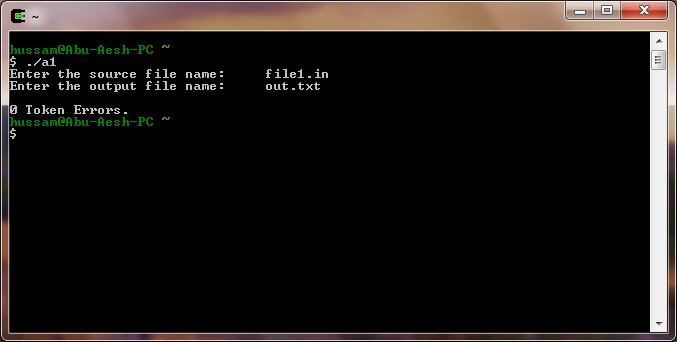 ~
hussam@Abu-Aesh-PC ~
$ ./a1
Enter the source file name:     file1.in
Enter the output file name:     out.txt
0 Token Errors.
hussam@Abu-Aesh-PC ~
$